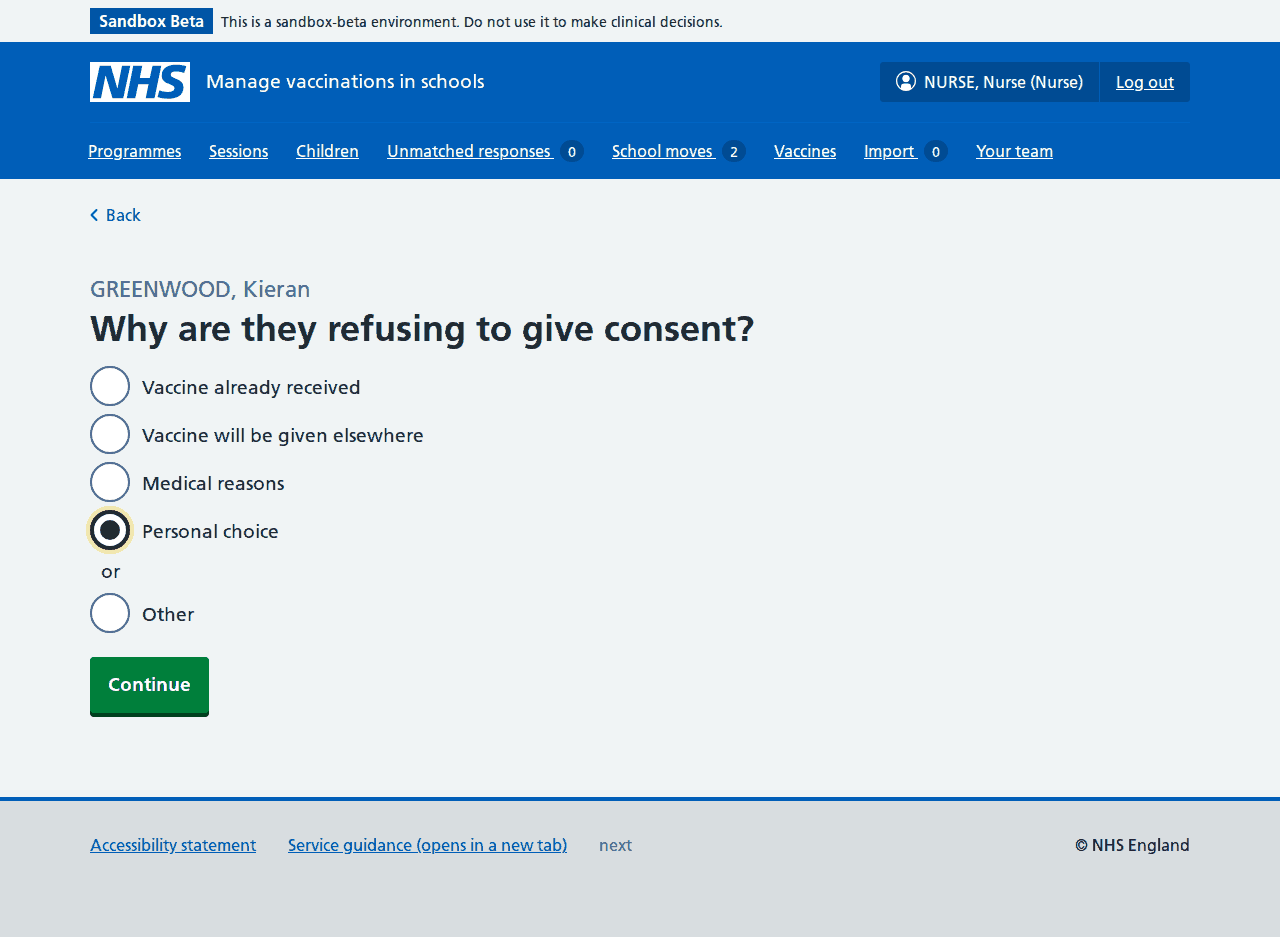 Sandbox Beta This is a sandbox-beta environment. Do not use it to make clinical decisions.
NHS Manage vaccinations in schools NURSE, Nurse (Nurse) Log out
Programmes Sessions Children Unmatched responses 0 School moves 2 Vaccines Import 0 Your team
Back
GREENWOOD, Kieran
Why are they refusing to give consent?
Vaccine already received
Vaccine will be given elsewhere
Medical reasons
Personal choice
or
Other
Continue
Accessibility statement Service guidance (opens in a new tab) next © NHS England